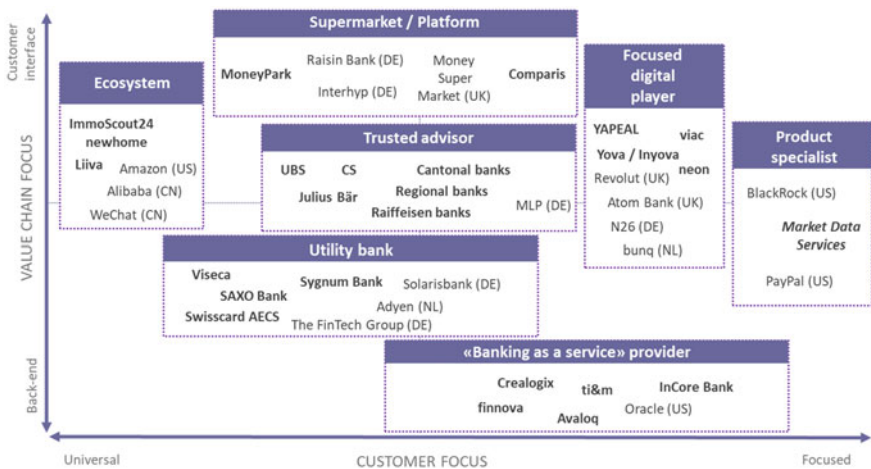 Customer
interface
VALUE CHAIN FOCUS
Back-end
Supermarket / Platform
MoneyPark
Raisin Bank (DE)
Interhyp (DE)
Money
Super
Market (UK)
Comparis
Ecosystem
ImmoScout24
newhome
Liiva
Amazon (US)
Alibaba (CN)
WeChat (CN)
Trusted advisor
UBS
CS
Cantonal banks
Julius Bär
Regional banks
Raiffeisen banks
MLP (DE)
Focused
digital
player
YAPEAL
viac
Yova / Inyova
neon
Revolut (UK)
Atom Bank (UK)
N26 (DE)
bunq (NL)
Product
specialist
BlackRock (US)
Market Data
Services
PayPal (US)
Utility bank
Viseca
Sygnum Bank
Solarisbank (DE)
SAXO Bank
Adyen (NL)
Swisscard AECS
The FinTech Group (DE)
«Banking as a service» provider
Crealogix
ti&m
InCore Bank
finnova
Avaloq
Oracle (US)
Universal
CUSTOMER FOCUS
Focused